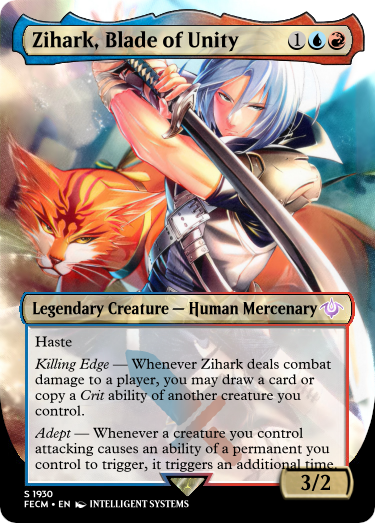 Zihark, Blade of Unity 1
Legendary Creature — Human Mercenary
Haste
Killing Edge — Whenever Zihark deals combat
damage to a player, you may draw a card or
copy a Crit ability of another creature you
control.
Adept — Whenever a creature you control
attacking causes an ability of a permanent you
control to trigger, it triggers an additional time.
3/2
S 1930
FECM • EN INTELLIGENT SYSTEMS